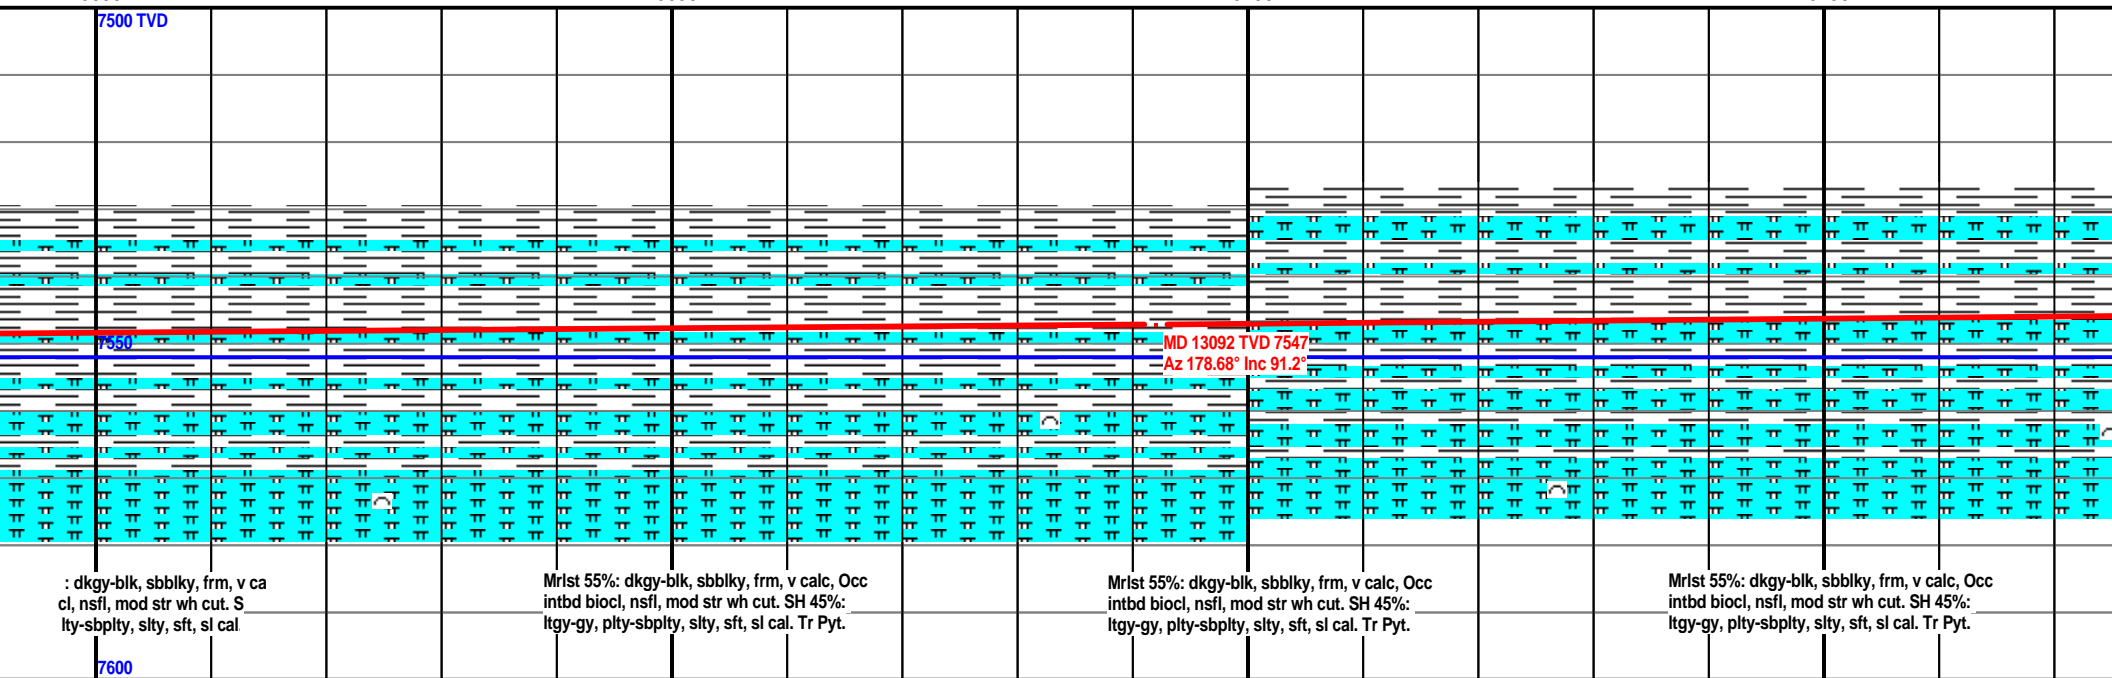 7500 TVD
7550
MD 13092 TVD 7547
Az 178.68° Inc 91.2°
: dkgy-blk, sbblky, frm, v ca
cl, nsfl, mod str wh cut. S
lty-sbplty, slty, sft, sl cal
Mrlst 55%: dkgy-blk, sbblky, frm, v calc, Occ
intbd biocl, nsfl, mod str wh cut. SH 45%:
ltgy-gy, plty-sbplty, slty, sft, sl cal. Tr Pyt.
Mrlst 55%: dkgy-blk, sbblky, frm, v calc, Occ
intbd biocl, nsfl, mod str wh cut. SH 45%:
ltgy-gy, plty-sbplty, slty, sft, sl cal. Tr Pyt.
Mrlst 55%: dkgy-blk, sbblky, frm, v calc, Occ
intbd biocl, nsfl, mod str wh cut. SH 45%:
ltgy-gy, plty-sbplty, slty, sft, sl cal. Tr Pyt.
7600